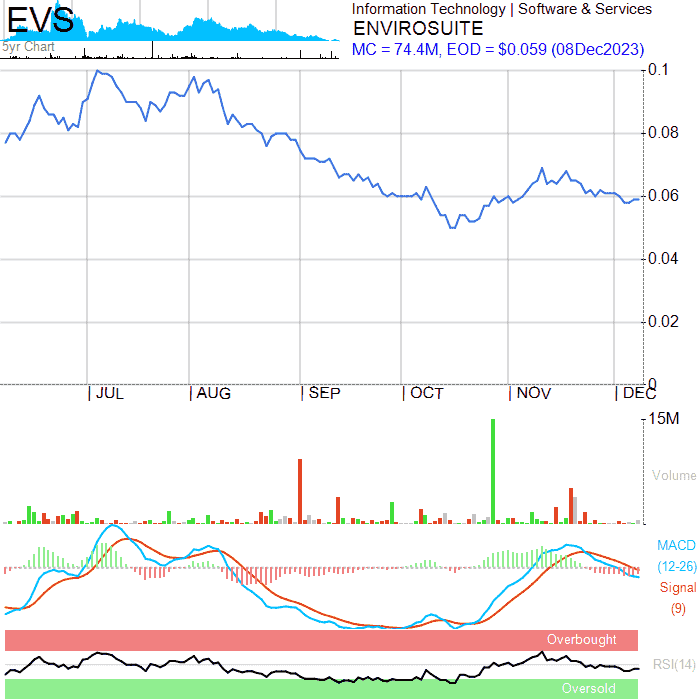 EVS
5yr Chart
Information Technology | Software & Services
ENVIROSUITE
MC = 74.4M, EOD = $0.059 (08Dec2023)
0.1
0.08
0.06
0.04
0.02
0
| JUL | AUG | SEP | OCT | NOV | DEC
15M
Volume
MACD
(12-26)
Signal
(9)
Overbought
RSI(14)
Oversold